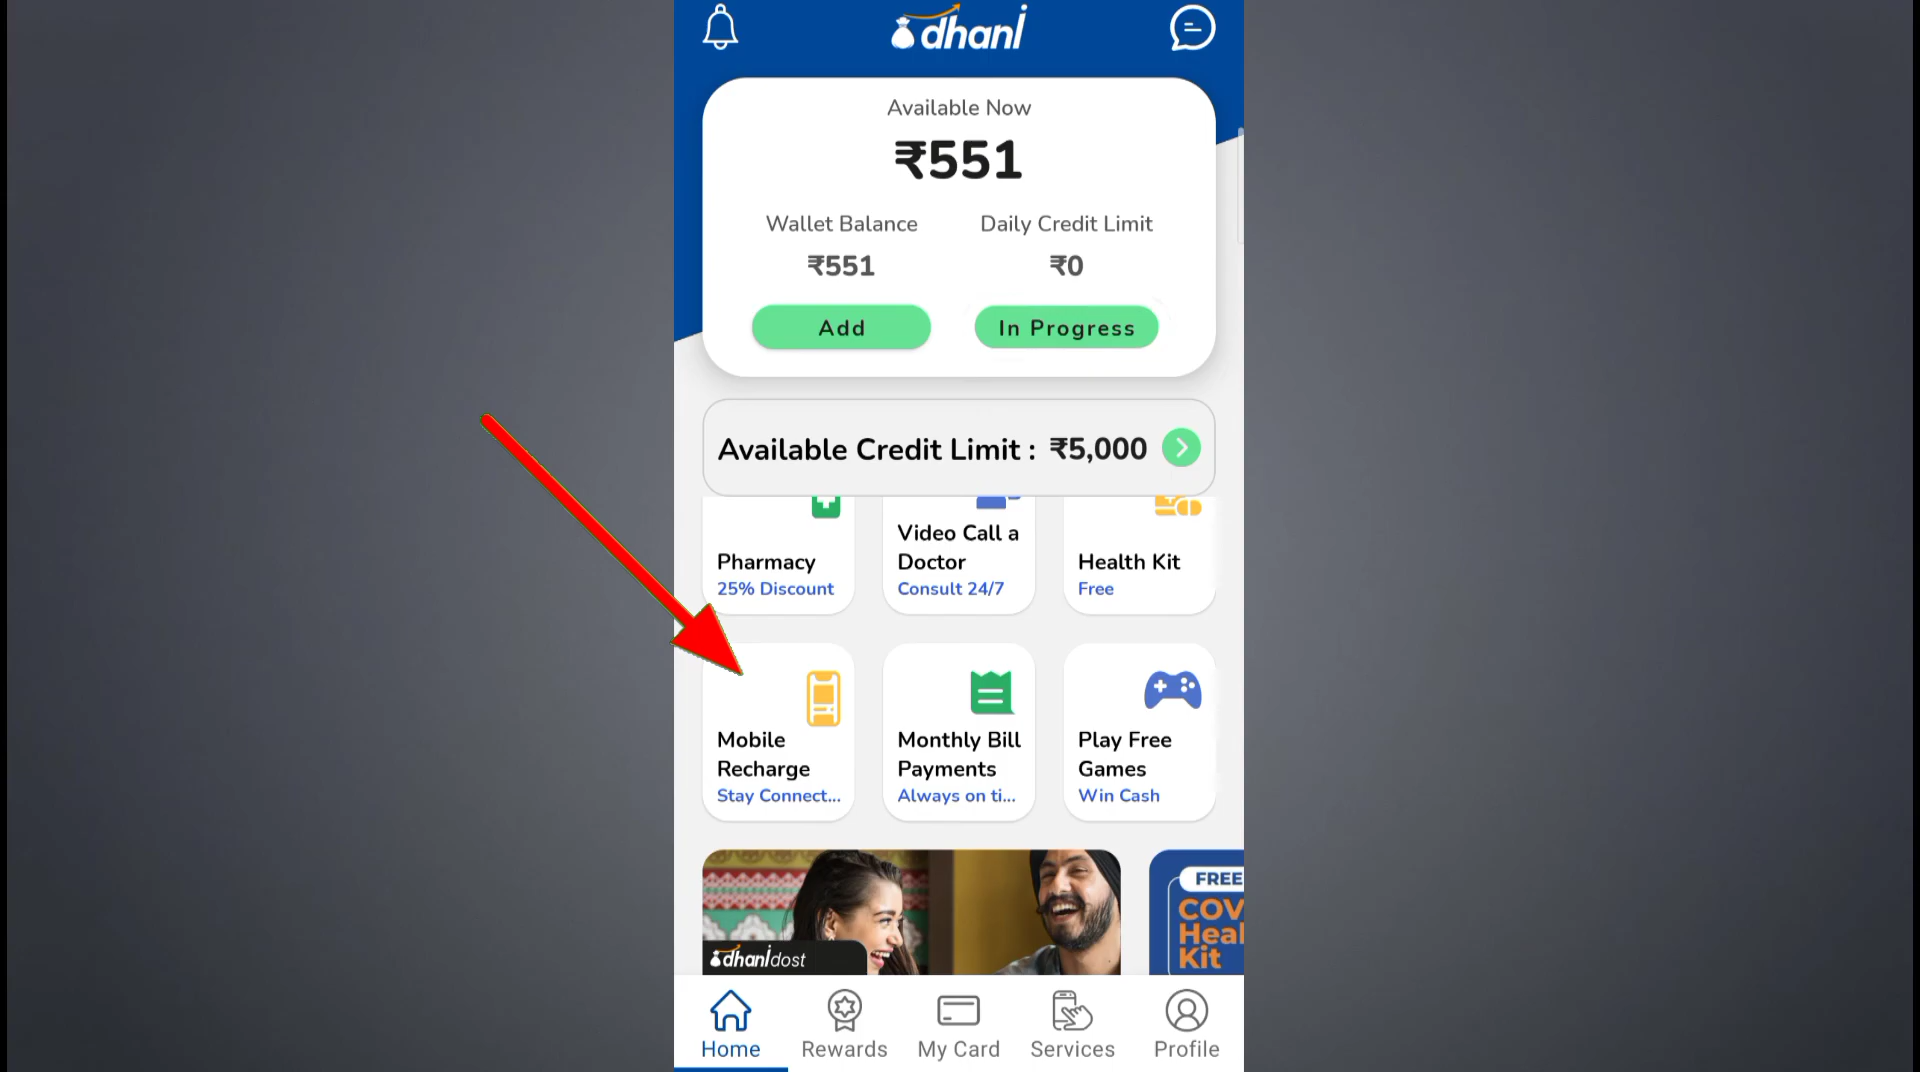 dhani
Available Now
₹551
Wallet Balance
Daily Credit Limit
₹551
₹0
Add
In Progress
Available Credit Limit : ₹5,000
Pharmacy
25% Discount
Video Call a
Doctor
Consult 24/7
Health Kit
Free
Mobile
Recharge
Stay Connect...
Monthly Bill
Payments
Always on ti...
Play Free
Games
Win Cash
dhani dost
FREE
COV
Heal
Kit
Home
Rewards
My Card
Services
Profile